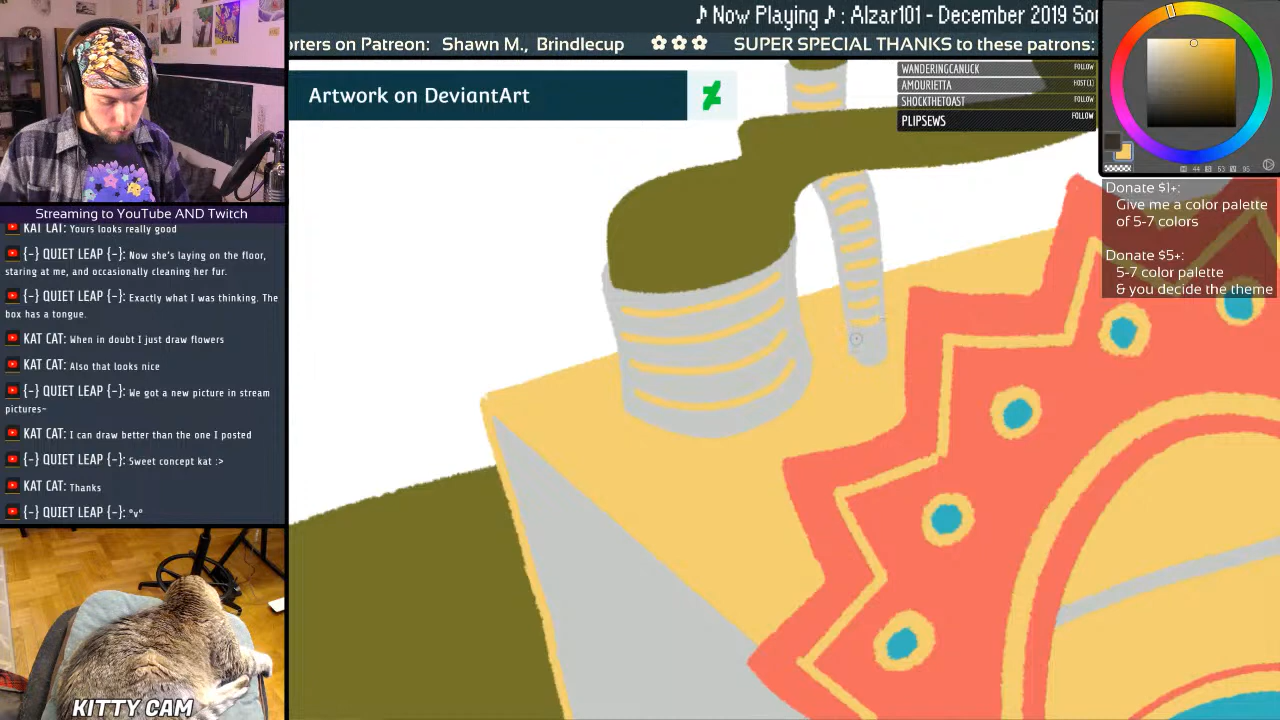 ♪ Now Playing ♪ : Alzar101 - December 2019 Son
orters on Patreon: Shawn M., Brindlecup ✿ ✿ ✿ SUPER SPECIAL THANKS to these patrons:
Artwork on DeviantArt
WANDERINGCANUCK FOLLOW
AMOURIETTA HOST(1)
SHOCKTHETOAST FOLLOW
PLIPSEWS FOLLOW
Donate $1+:
Give me a color palette
of 5-7 colors
Donate $5+:
5-7 color palette
& you decide the theme
Streaming to YouTube AND Twitch
KAT CAT: Yours looks really good
{-} QUIET LEAP {-}: Now she's laying on the floor,
staring at me, and occasionally cleaning her fur.
{-} QUIET LEAP {-}: Exactly what I was thinking. The
box has a tongue.
KAT CAT: When in doubt I just draw flowers
KAT CAT: Also that looks nice
{-} QUIET LEAP {-}: We got a new picture in stream
pictures~
KAT CAT: I can draw better than the one I posted
{-} QUIET LEAP {-}: Sweet concept kat :>
KAT CAT: Thanks
{-} QUIET LEAP {-}: °v°
KITTY CAM